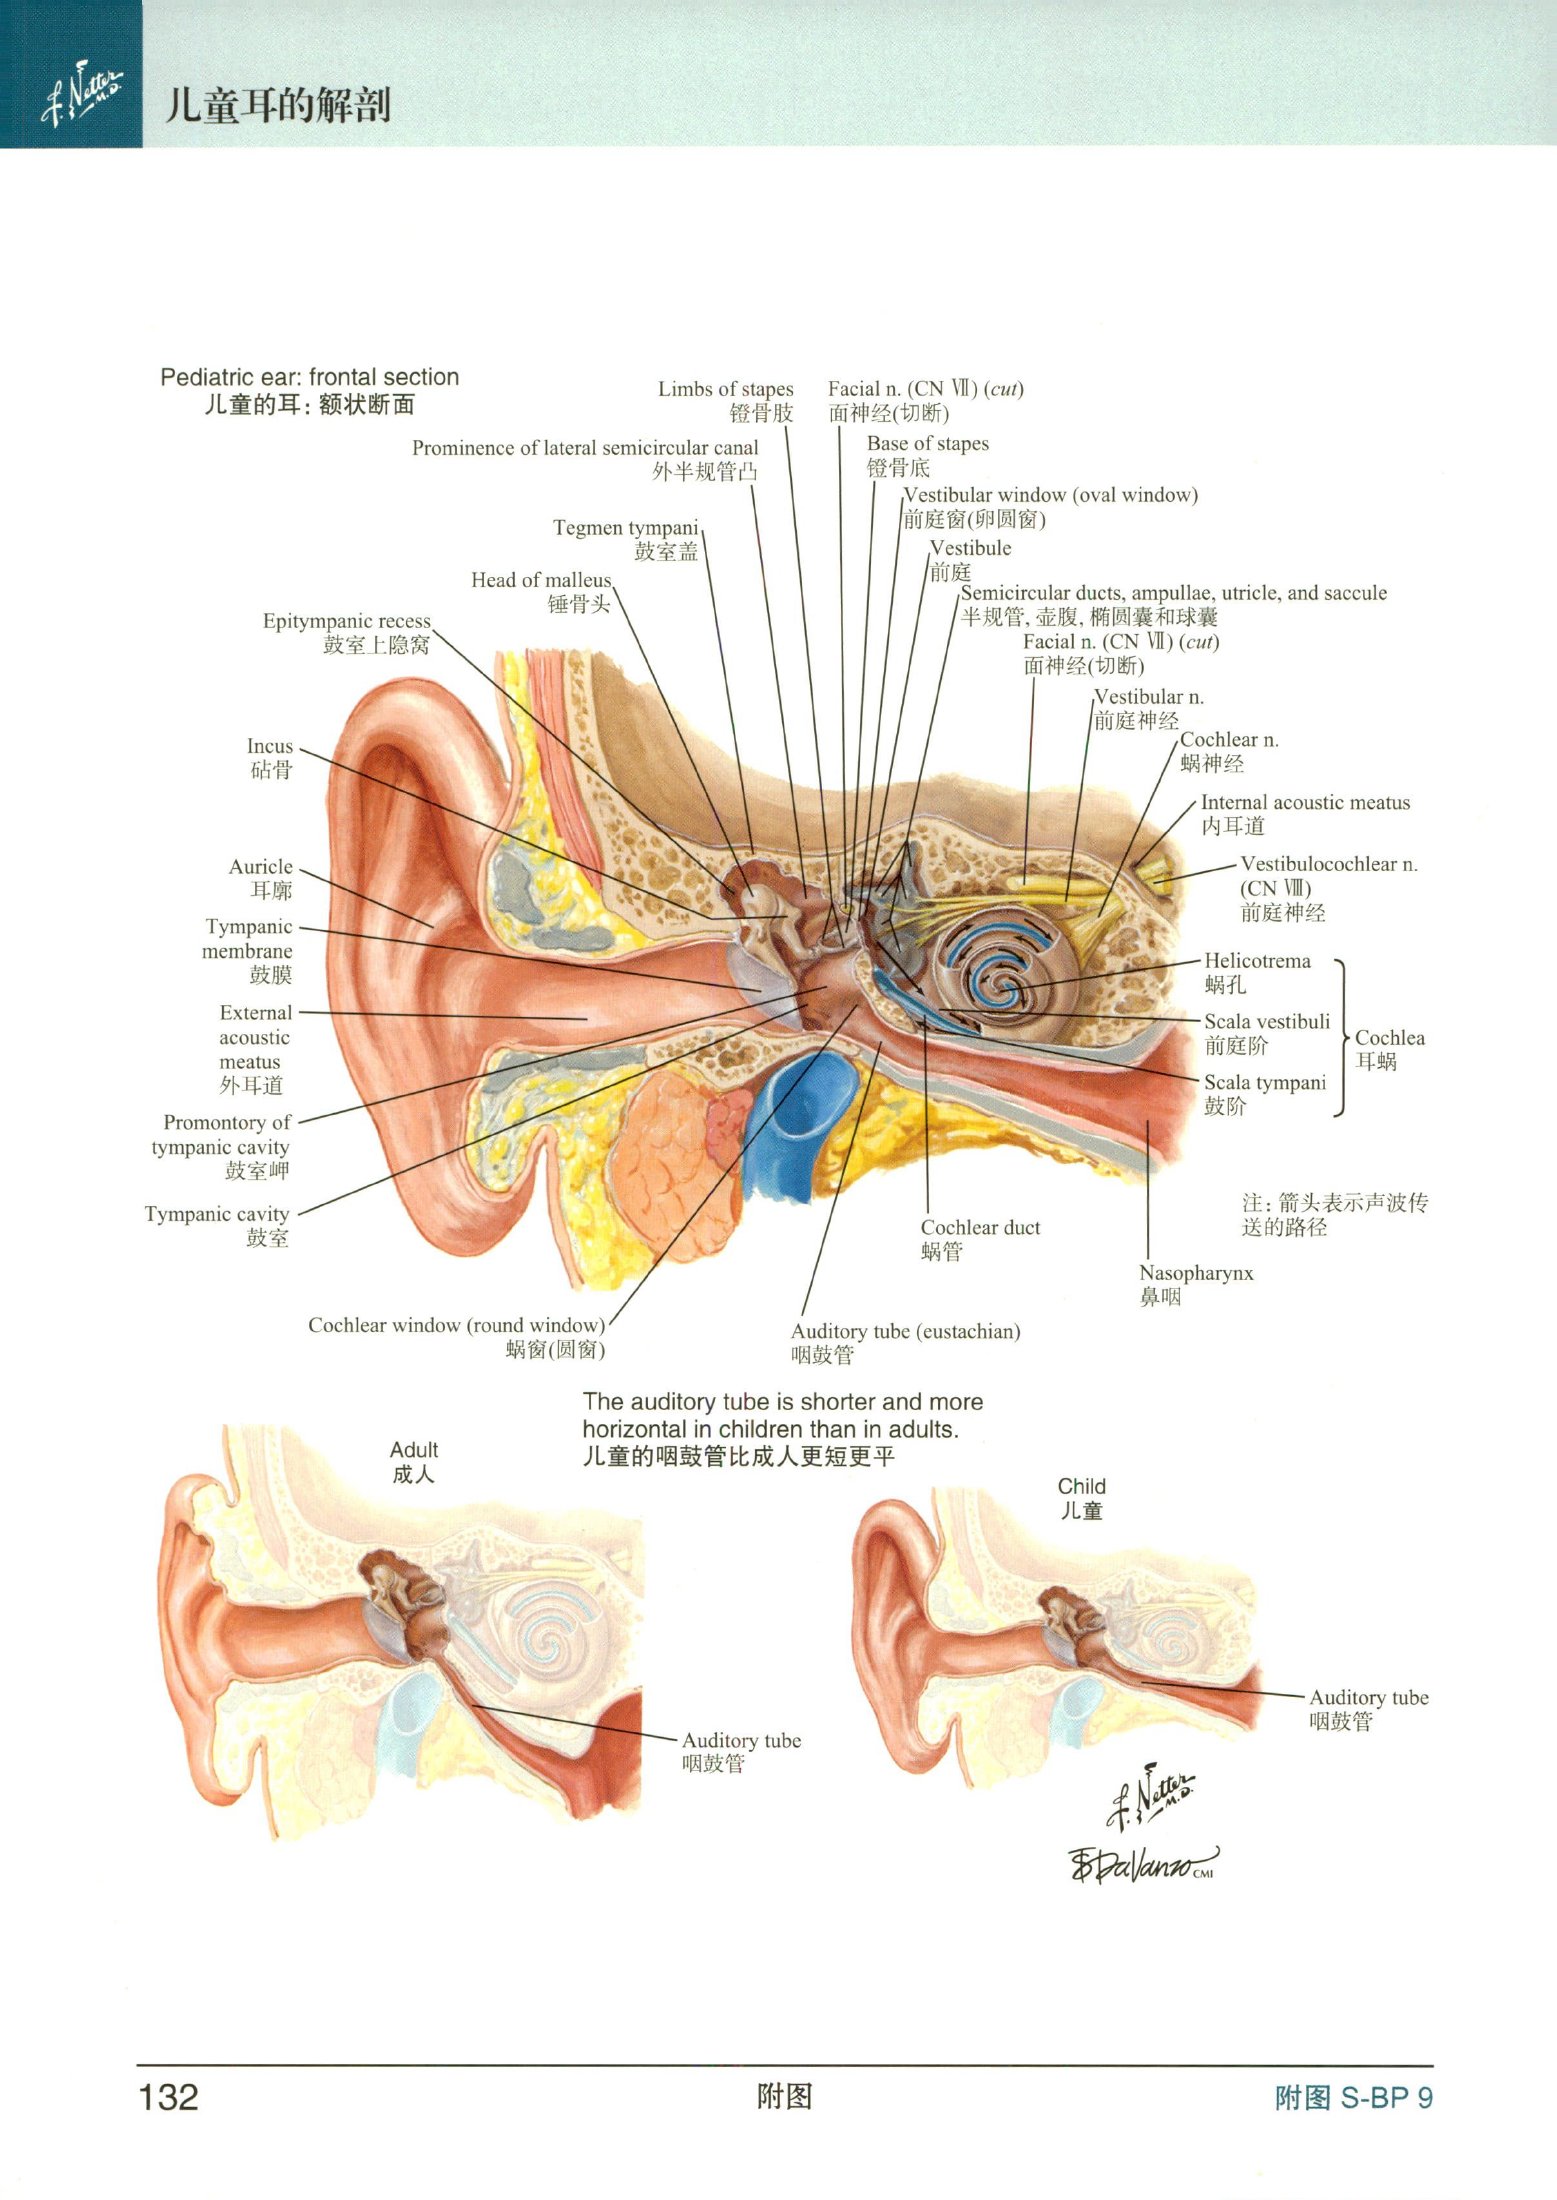 F. Netter M.D.
儿童耳的解剖
Pediatric ear: frontal section
儿童的耳: 额状断面
Limbs of stapes
镫骨肢
Facial n. (CN Ⅶ) (cut)
面神经(切断)
Prominence of lateral semicircular canal
外半规管凸
Base of stapes
镫骨底
Vestibular window (oval window)
前庭窗(卵圆窗)
Tegmen tympani
鼓室盖
Vestibule
前庭
Head of malleus
锤骨头
Semicircular ducts, ampullae, utricle, and saccule
半规管, 壶腹, 椭圆囊和球囊
Epitympanic recess
鼓室上隐窝
Facial n. (CN Ⅶ) (cut)
面神经(切断)
Vestibular n.
前庭神经
Incus
砧骨
Cochlear n.
蜗神经
Internal acoustic meatus
内耳道
Auricle
耳廓
Vestibulocochlear n.
(CN Ⅷ)
前庭神经
Tympanic
membrane
鼓膜
Helicotrema
蜗孔
External
acoustic
meatus
外耳道
Scala vestibuli
前庭阶
Cochlea
耳蜗
Scala tympani
鼓阶
Promontory of
tympanic cavity
鼓室岬
Tympanic cavity
鼓室
注: 箭头表示声波传
送的路径
Cochlear duct
蜗管
Nasopharynx
鼻咽
Cochlear window (round window)
蜗窗(圆窗)
Auditory tube (eustachian)
咽鼓管
The auditory tube is shorter and more
horizontal in children than in adults.
儿童的咽鼓管比成人更短更平
Adult
成人
Child
儿童
Auditory tube
咽鼓管
Auditory tube
咽鼓管
F. Netter M.D.
DaVanzo CMI
132
附图
附图 S-BP 9